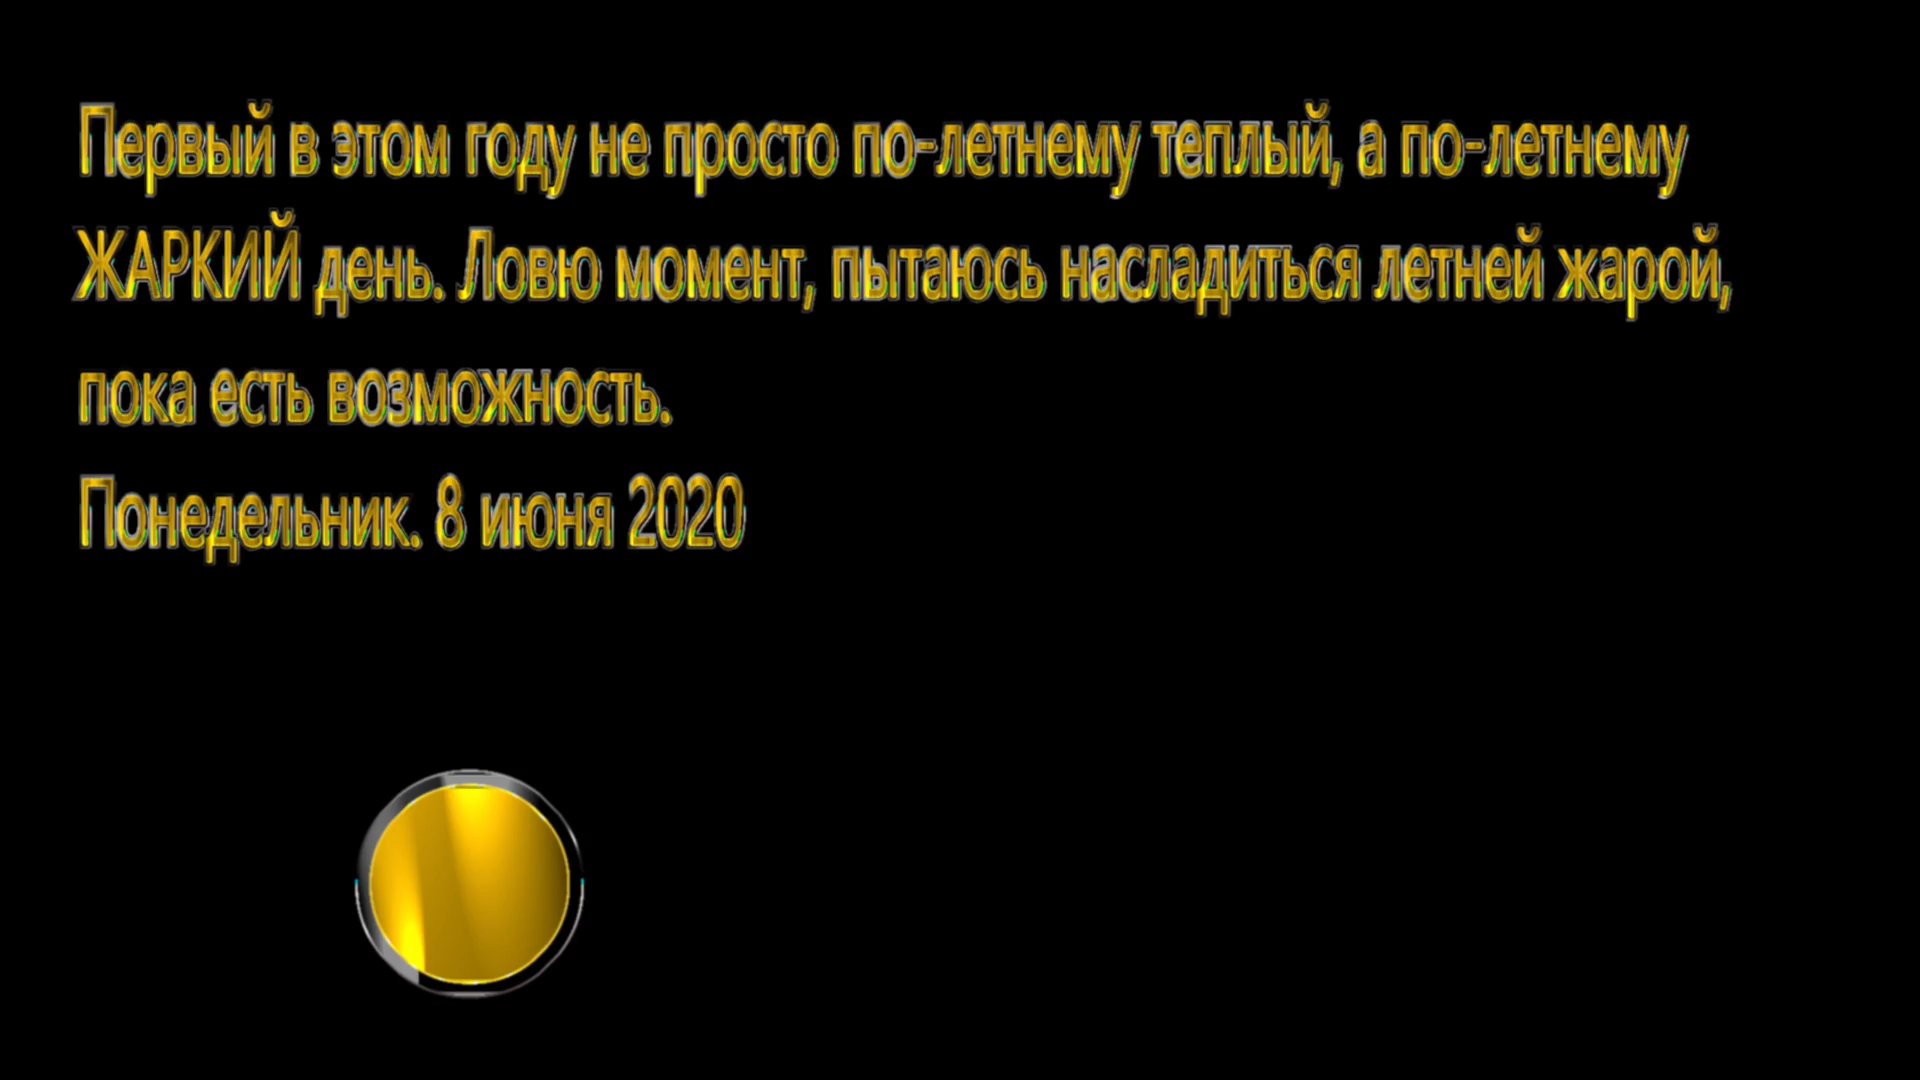 Первый в этом году не просто по-летнему теплый, а по-летнему
ЖАРКИЙ день. Ловю момент, пытаюсь насладиться летней жарой,
пока есть возможность.
Понедельник. 8 июня 2020